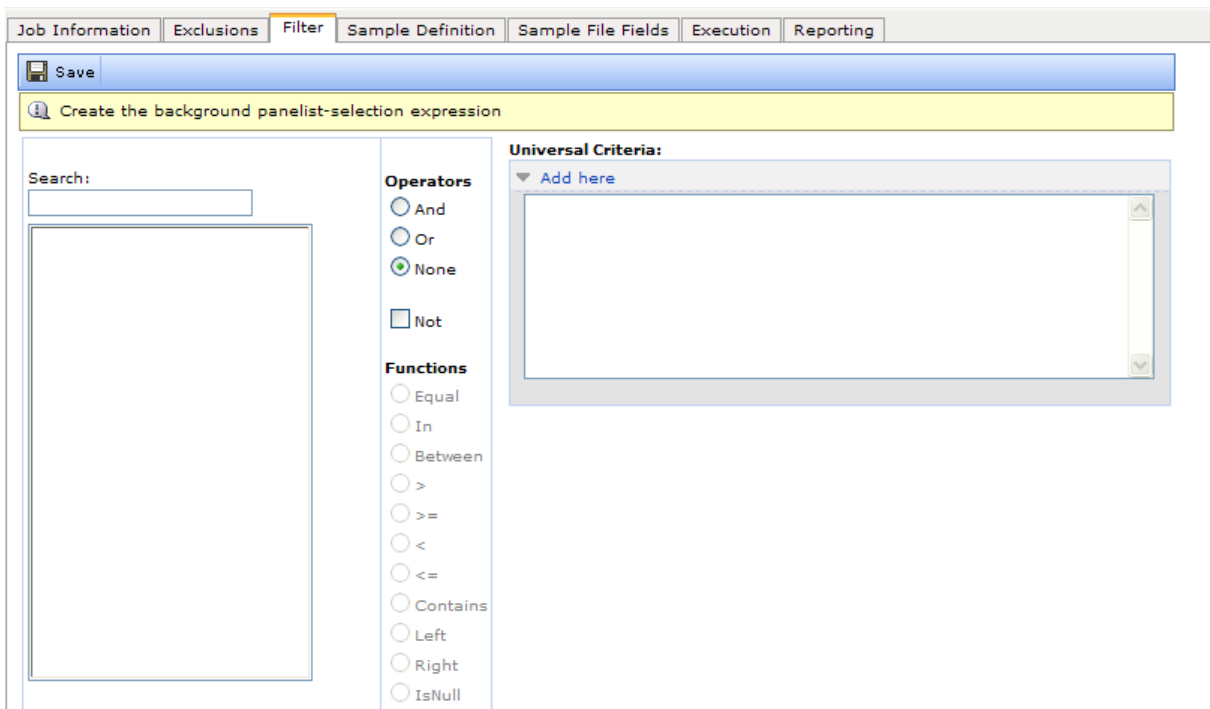 Job Information Exclusions Filter Sample Definition Sample File Fields Execution Reporting
Save
Create the background panelist-selection expression
Search:
Operators
And
Or
None
Not
Functions
Equal
In
Between
>
>=
<
<=
Contains
Left
Right
IsNull
Universal Criteria:
Add here